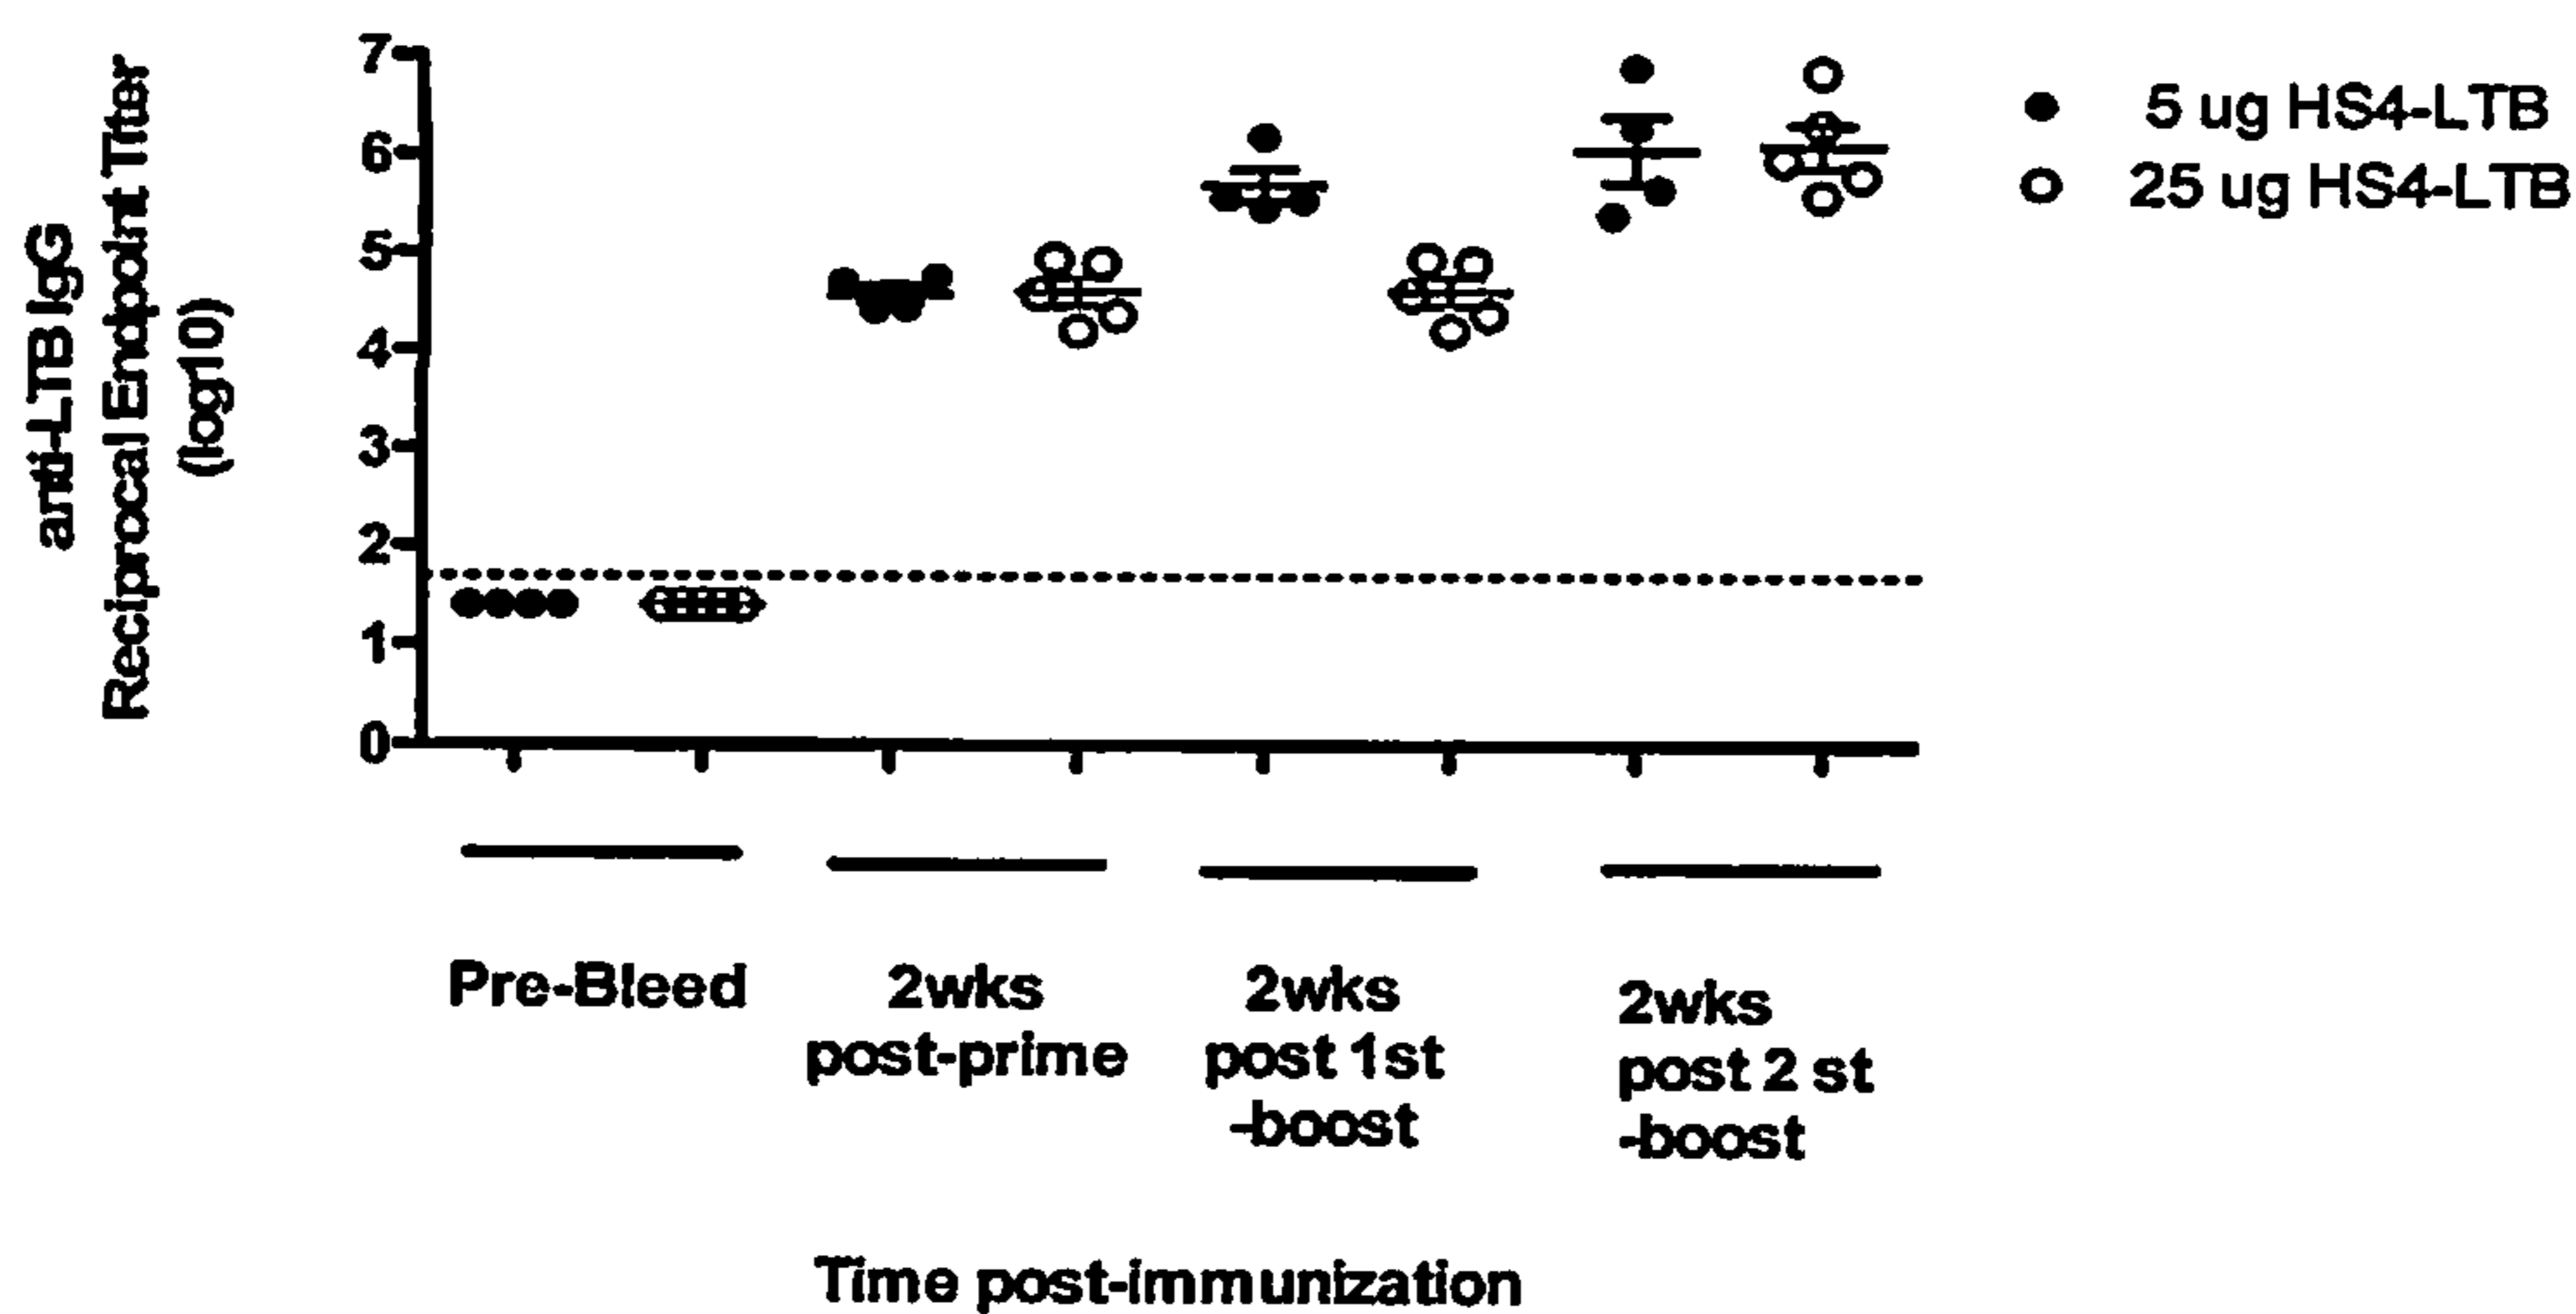 anti-LTB IgG
Reciprocal Endpoint Titer
(log10)
7
6
5
4
3
2
1
0
5 ug HS4-LTB
25 ug HS4-LTB
Pre-Bleed
2wks
post-prime
2wks
post 1st
-boost
2wks
post 2 st
-boost
Time post-immunization